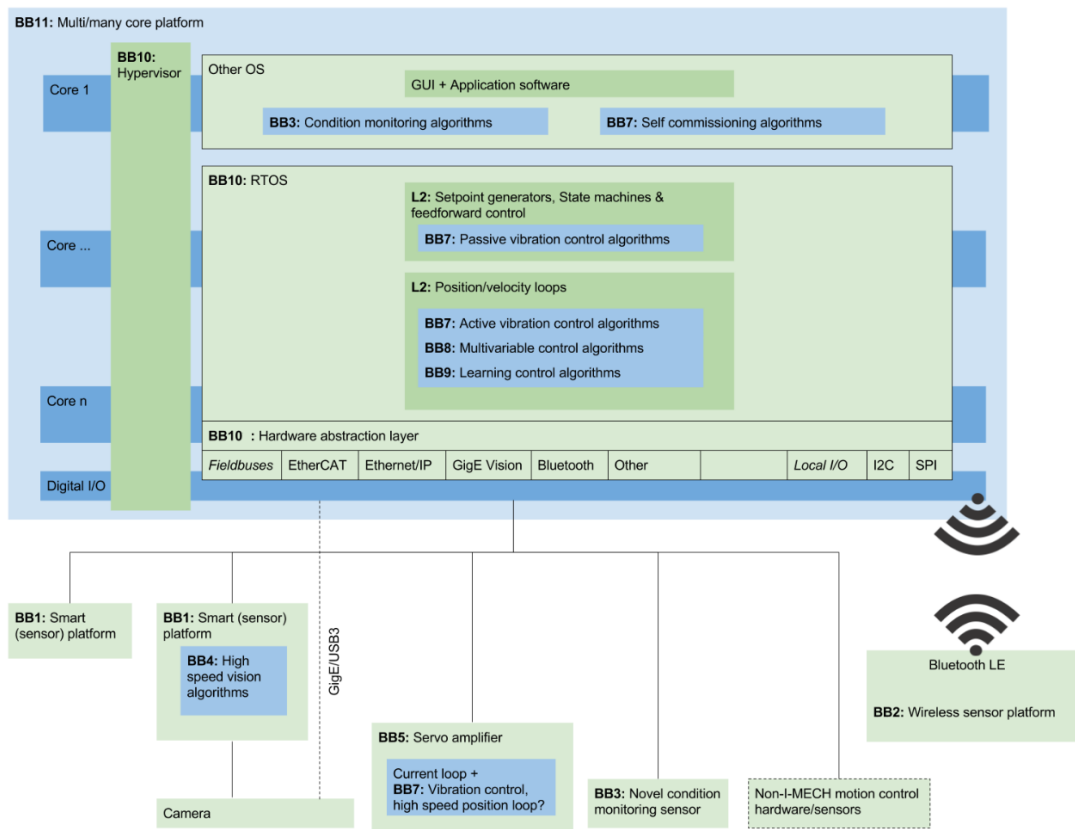 BB11: Multi/many core platform
BB10:
Hypervisor
Other OS
Core 1
GUI + Application software
BB3: Condition monitoring algorithms
BB7: Self commissioning algorithms
BB10: RTOS
L2: Setpoint generators, State machines &
feedforward control
Core ...
BB7: Passive vibration control algorithms
L2: Position/velocity loops
BB7: Active vibration control algorithms
BB8: Multivariable control algorithms
BB9: Learning control algorithms
Core n
BB10 : Hardware abstraction layer
Fieldbuses
EtherCAT
Ethernet/IP
GigE Vision
Bluetooth
Other
Local I/O
I2C
SPI
Digital I/O
BB1: Smart
(sensor) platform
BB1: Smart (sensor)
platform
BB4: High
speed vision
algorithms
GigE/USB3
Bluetooth LE
BB2: Wireless sensor platform
BB5: Servo amplifier
Current loop +
BB7: Vibration control,
high speed position loop?
Camera
BB3: Novel condition
monitoring sensor
Non-I-MECH motion control
hardware/sensors